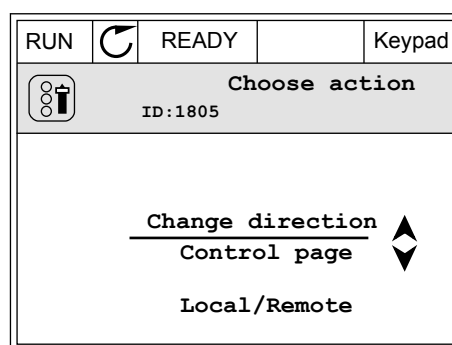 RUN READY Keypad
Choose action
ID:1805
Change direction
Control page
Local/Remote